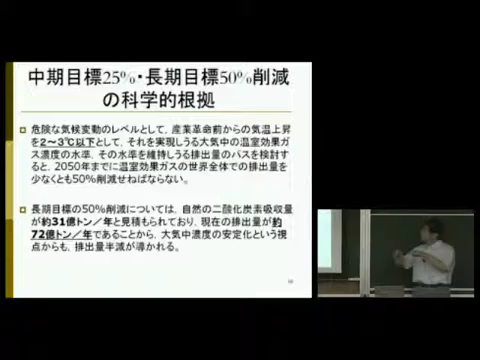 中期目標25%・長期目標50%削減
の科学的根拠
危険な気候変動のレベルとして，産業革命前からの気温上昇
を2～3℃以下として，それを実現しうる大気中の温室効果ガ
ス濃度の水準，その水準を維持しうる排出量のパスを検討す
ると，2050年までに温室効果ガスの世界全体での排出量を
少なくとも50%削減せねばならない。
長期目標の50%削減については，自然の二酸化炭素吸収量
が約31億トン／年と見積もられており，現在の排出量が約
72億トン／年であることから，大気中濃度の安定化という視
点からも，排出量半減が導かれる。